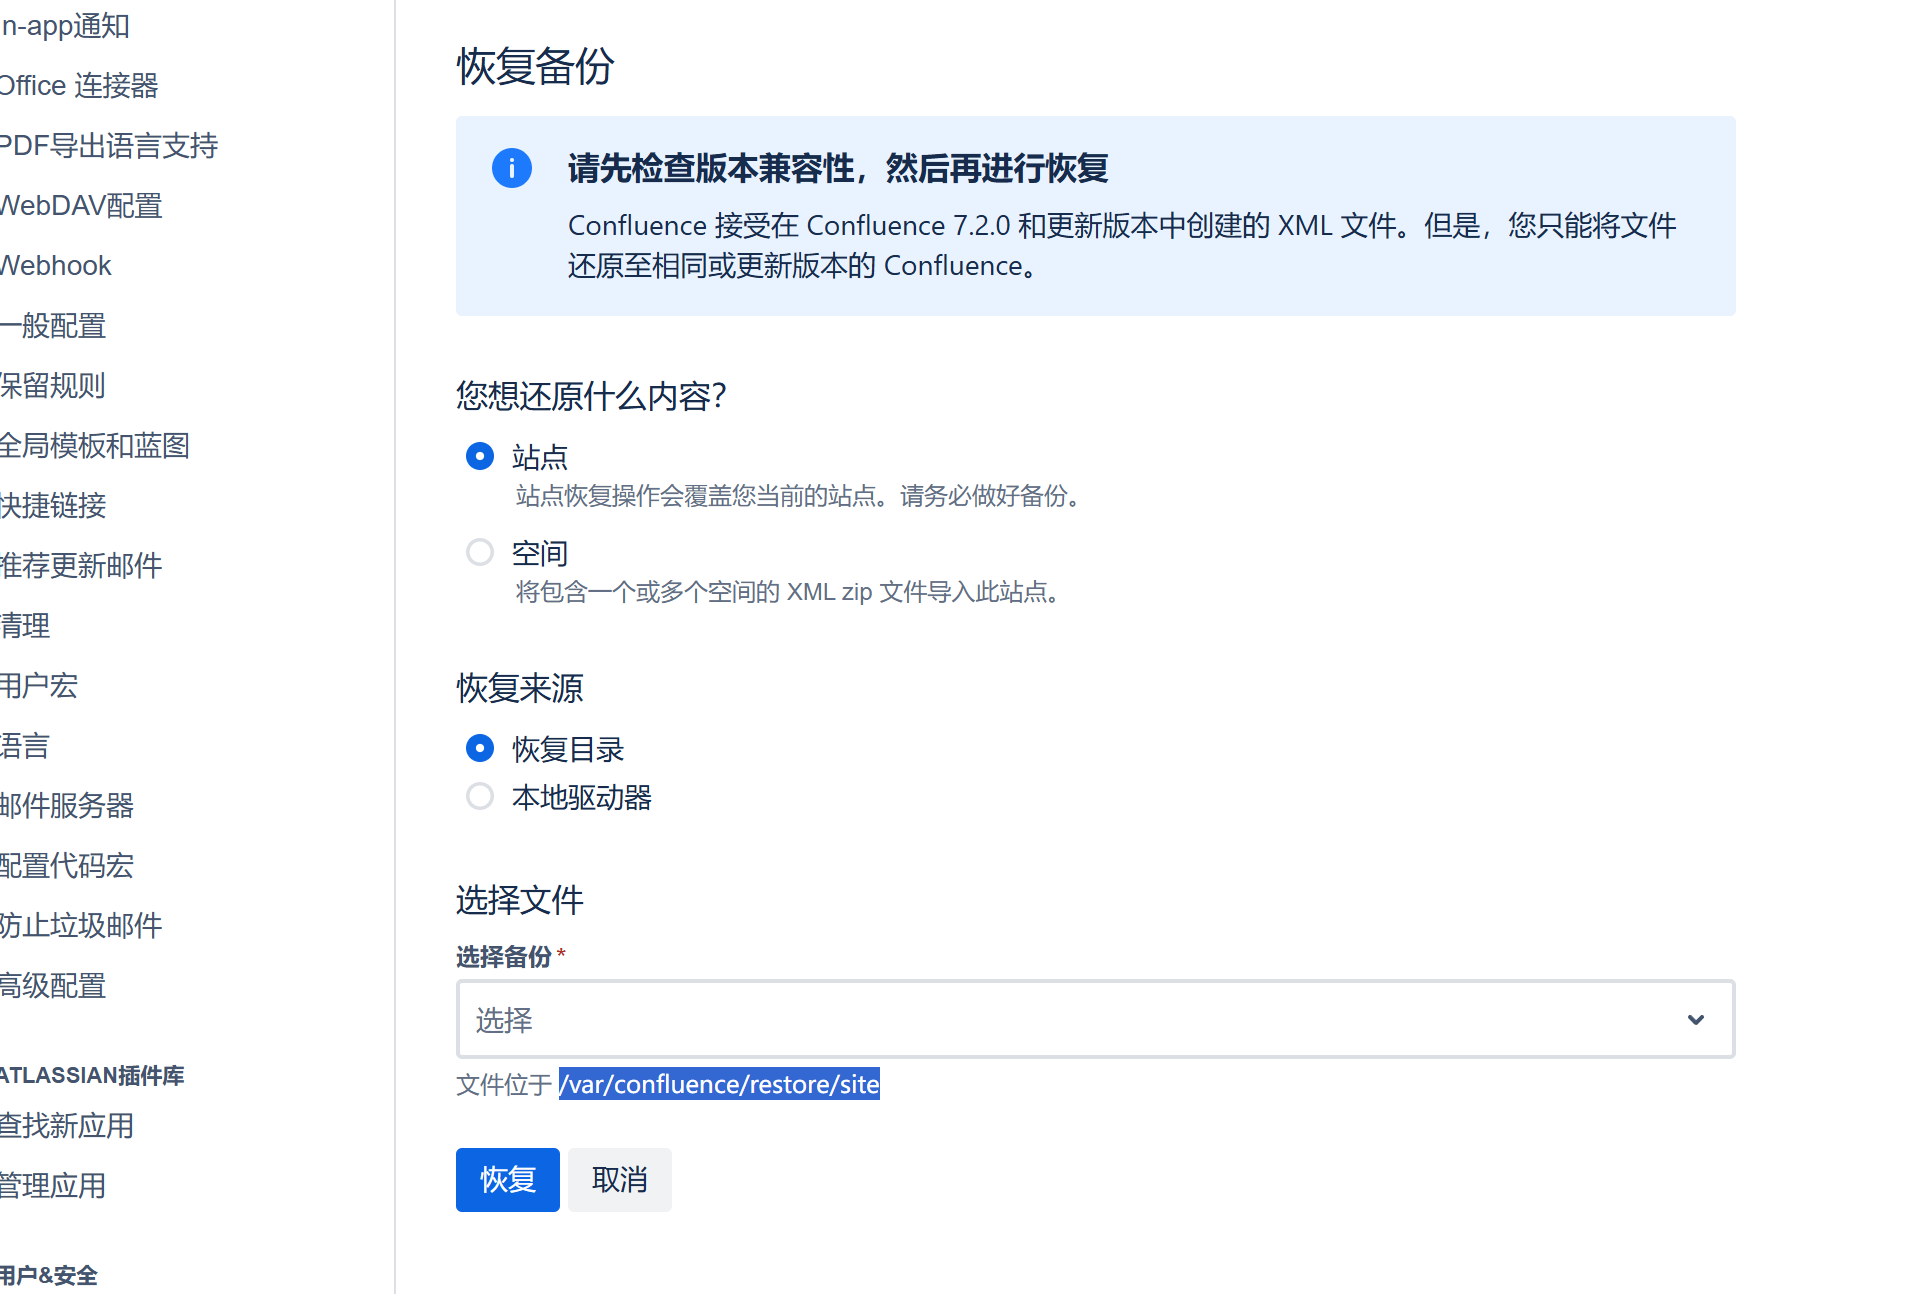 n-app通知
Office 连接器
PDF导出语言支持
WebDAV配置
Webhook
一般配置
保留规则
全局模板和蓝图
快捷链接
推荐更新邮件
清理
用户宏
语言
邮件服务器
配置代码宏
防止垃圾邮件
高级配置
ATLASSIAN插件库
查找新应用
管理应用
用户&安全
恢复备份
请先检查版本兼容性，然后再进行恢复
Confluence 接受在 Confluence 7.2.0 和更新版本中创建的 XML 文件。但是，您只能将文件
还原至相同或更新版本的 Confluence。
您想还原什么内容？
站点
站点恢复操作会覆盖您当前的站点。请务必做好备份。
空间
将包含一个或多个空间的 XML zip 文件导入此站点。
恢复来源
恢复目录
本地驱动器
选择文件
选择备份*
选择
文件位于 /var/confluence/restore/site
恢复 取消